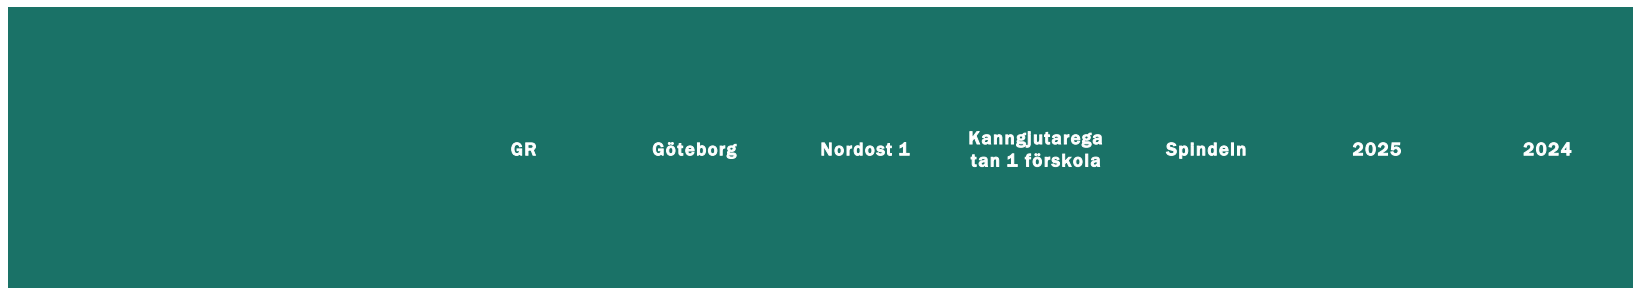 GR
Göteborg
Nordost 1
Kanngjutarega
tan 1 förskola
Spindeln
2025
2024